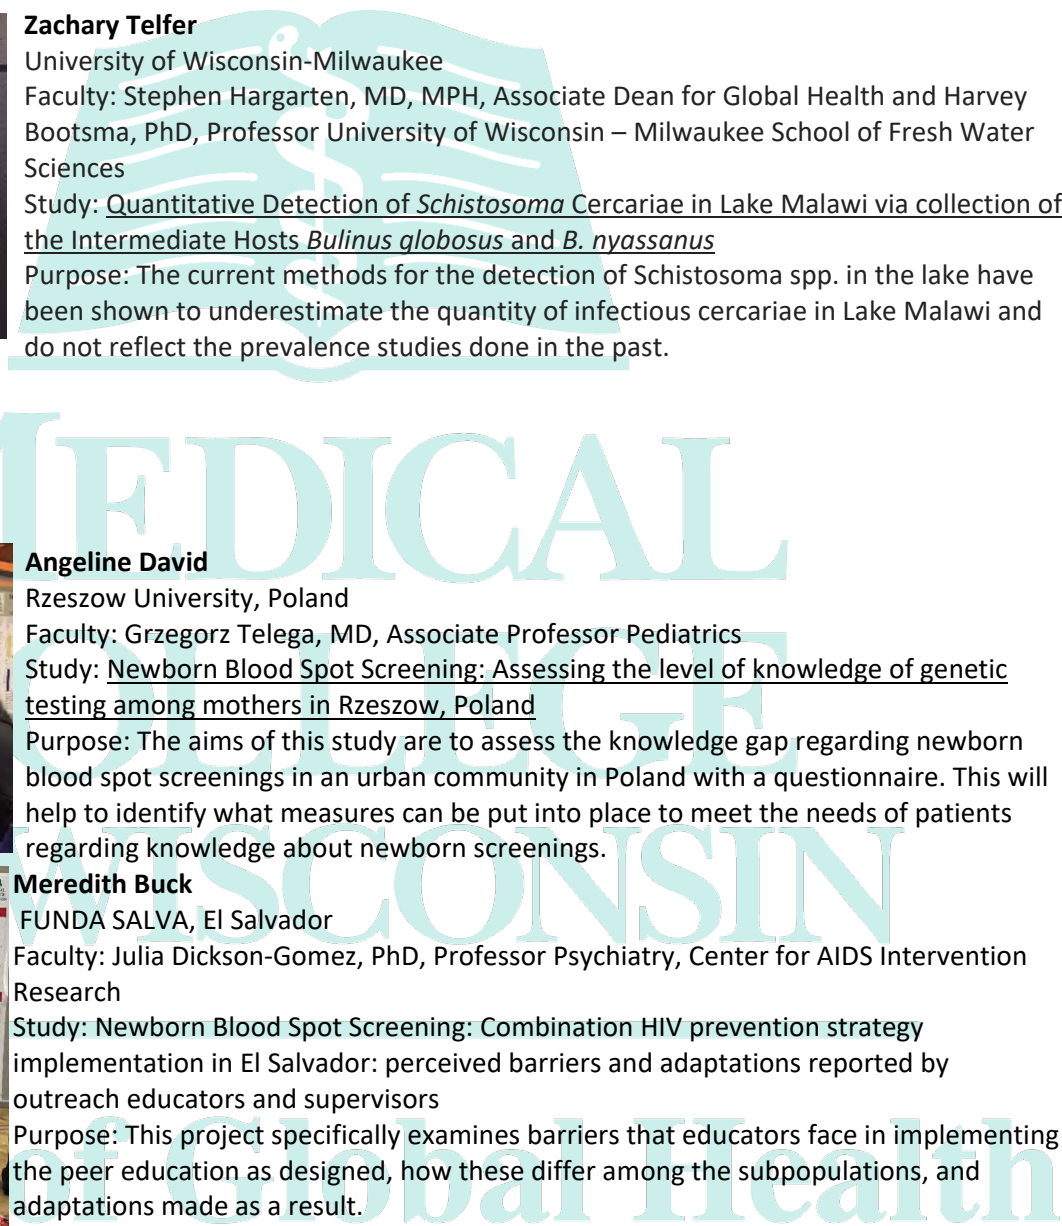 Zachary Telfer
University of Wisconsin-Milwaukee
Faculty: Stephen Hargarten, MD, MPH, Associate Dean for Global Health and Harvey
Bootsma, PhD, Professor University of Wisconsin – Milwaukee School of Fresh Water
Sciences
Study: Quantitative Detection of Schistosoma Cercariae in Lake Malawi via collection of
the Intermediate Hosts Bulinus globosus and B. nyassanus
Purpose: The current methods for the detection of Schistosoma spp. in the lake have
been shown to underestimate the quantity of infectious cercariae in Lake Malawi and
do not reflect the prevalence studies done in the past.
MEDICAL
Angeline David
Rzeszow University, Poland
Faculty: Grzegorz Telega, MD, Associate Professor Pediatrics
Study: Newborn Blood Spot Screening: Assessing the level of knowledge of genetic
testing among mothers in Rzeszow, Poland
OLLEGE
Purpose: The aims of this study are to assess the knowledge gap regarding newborn
blood spot screenings in an urban community in Poland with a questionnaire. This will
help to identify what measures can be put into place to meet the needs of patients
regarding knowledge about newborn screenings.
WISCONSIN
Meredith Buck
FUNDA SALVA, El Salvador
Faculty: Julia Dickson-Gomez, PhD, Professor Psychiatry, Center for AIDS Intervention
Research
Study: Newborn Blood Spot Screening: Combination HIV prevention strategy
implementation in El Salvador: perceived barriers and adaptations reported by
outreach educators and supervisors
Purpose: This project specifically examines barriers that educators face in implementing
the peer education as designed, how these differ among the subpopulations, and
adaptations made as a result.
of Global Health